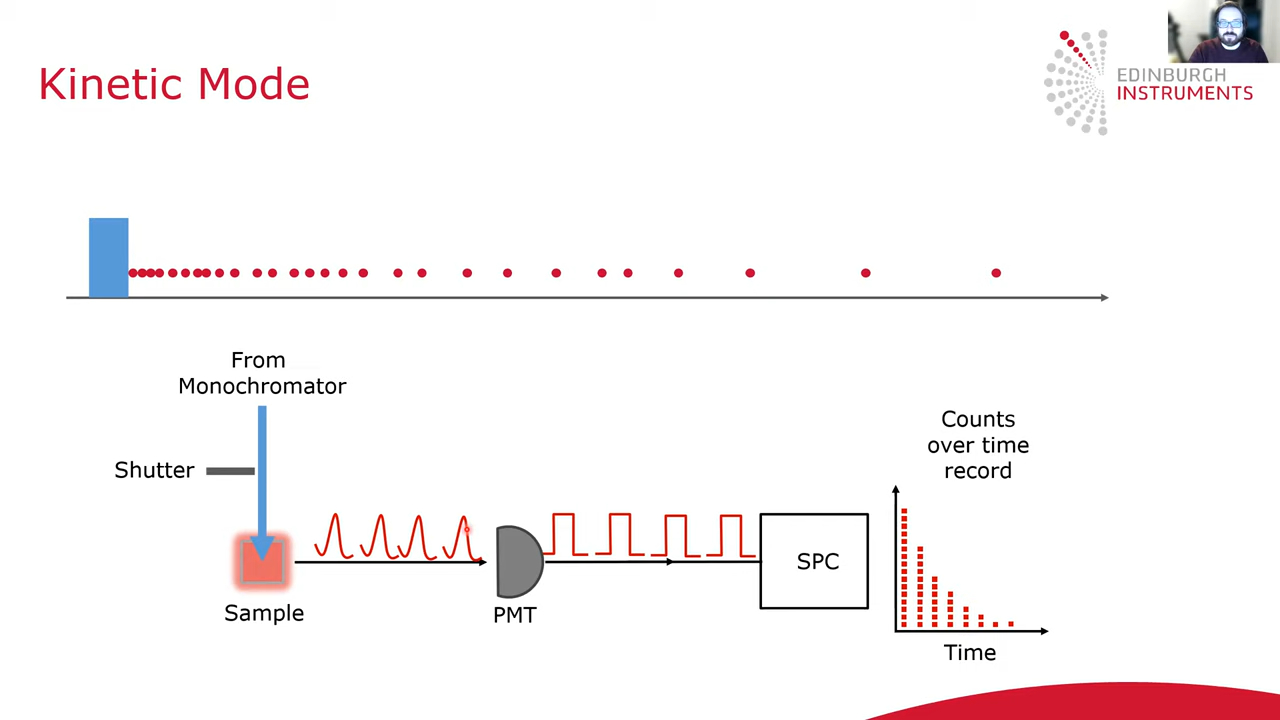 Kinetic Mode
EDINBURGH
INSTRUMENTS
From
Monochromator
Shutter
Sample
PMT
SPC
Counts
over time
record
Time